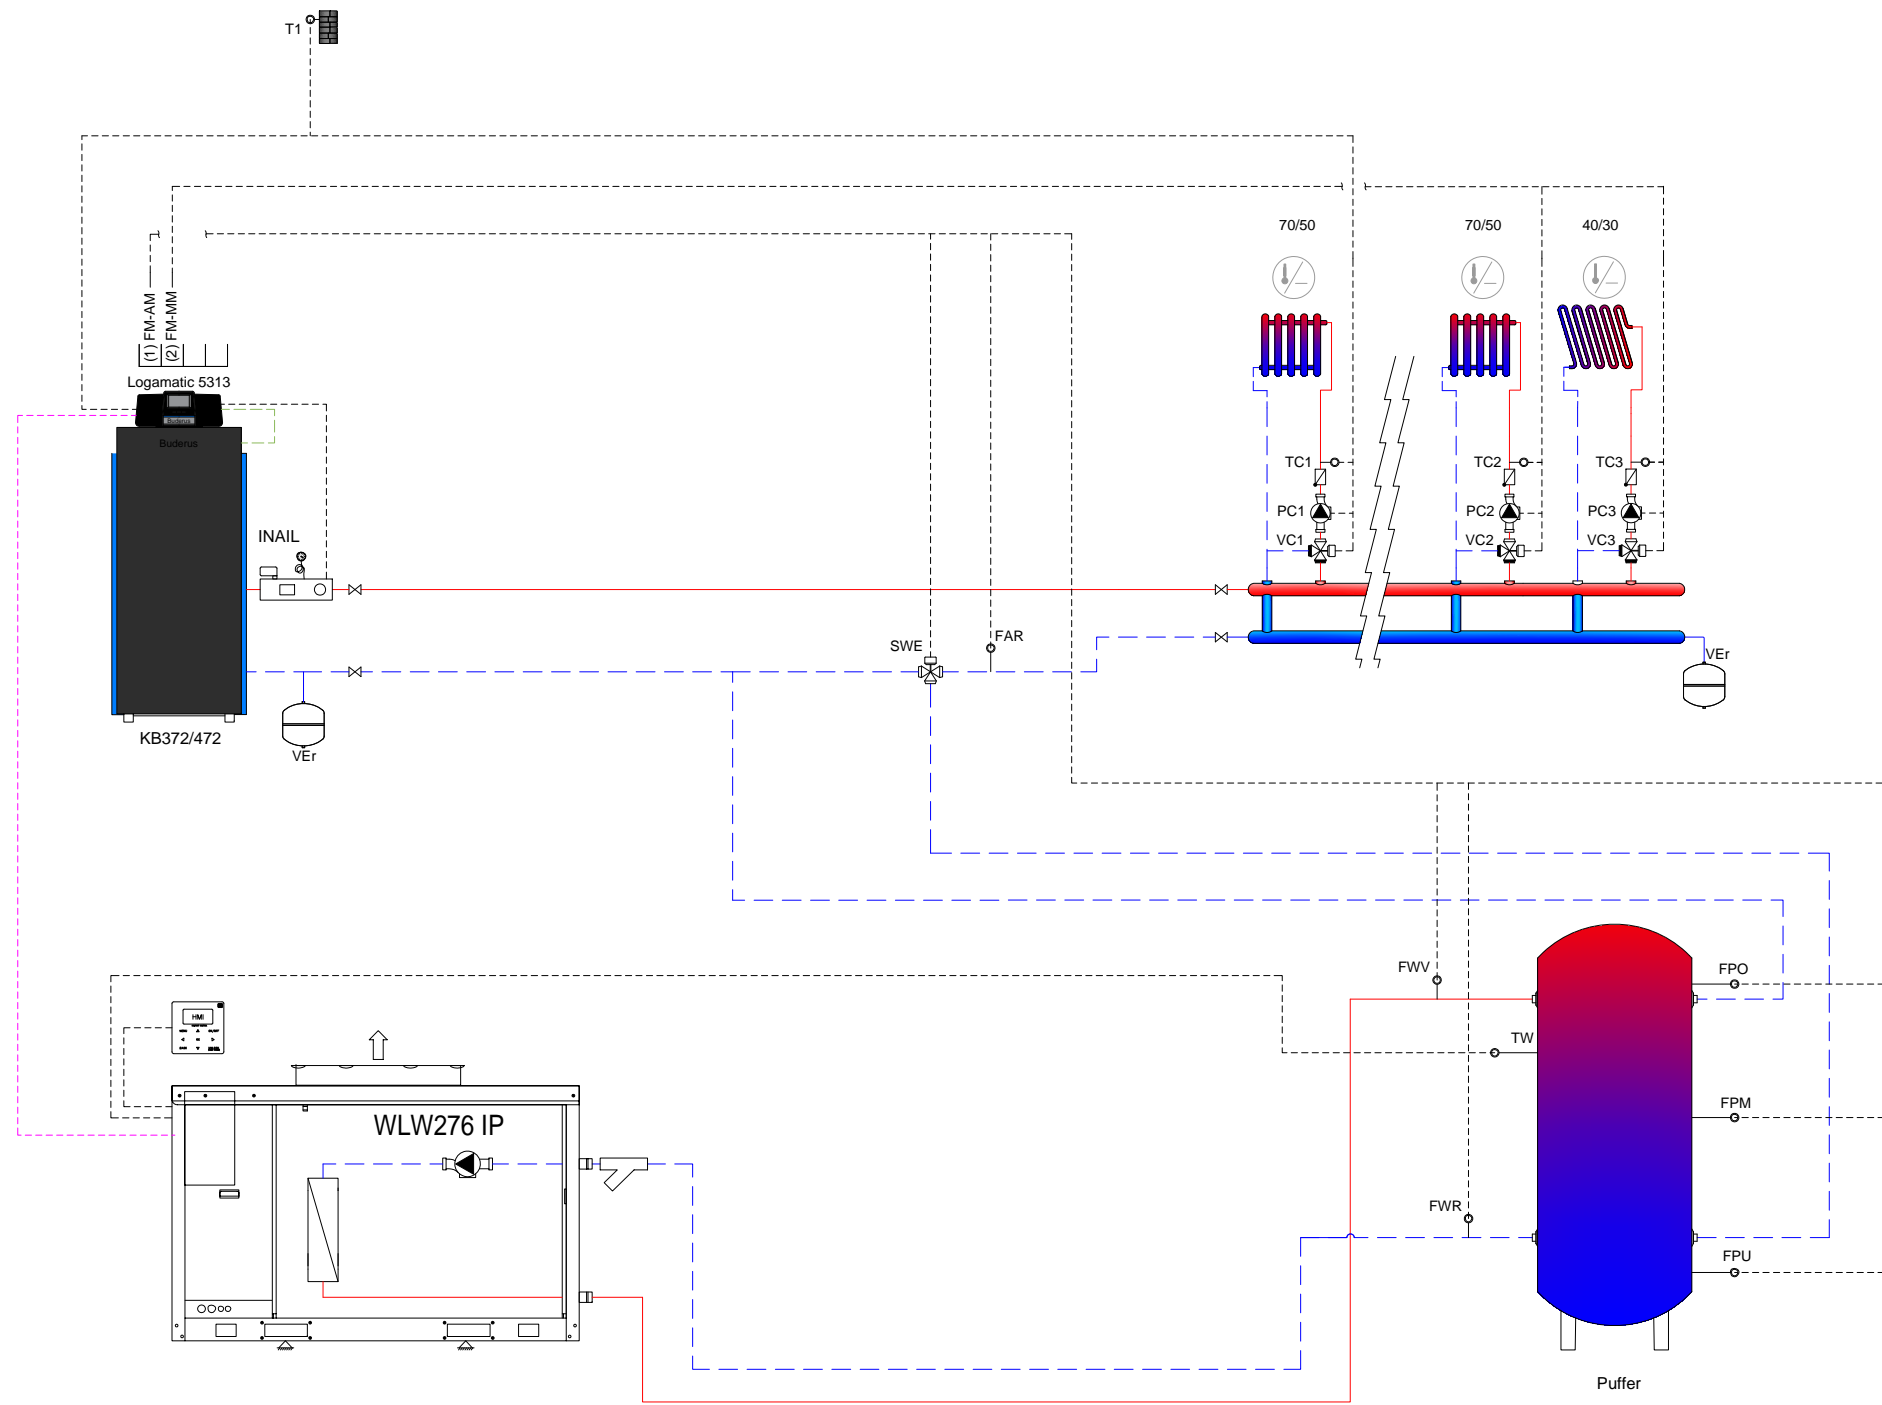 T1
70/50
70/50
40/30
(1) FM-AM
(2) FM-MM
Logamatic 5313
Buderus
Buderus
TC1
TC2
TC3
PC1
PC2
PC3
INAIL
VC1
VC2
VC3
SWE
FAR
VEr
KB372/472
VEr
FWV
FPO
HMI
TW
FPM
WLW276 IP
FWR
FPU
Puffer